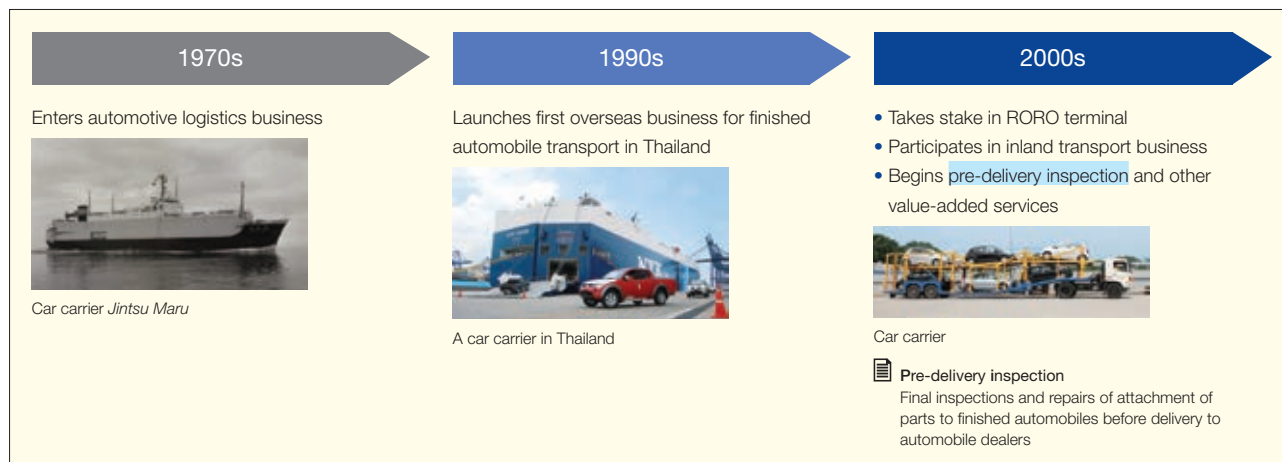 1970s
Enters automotive logistics business
Car carrier Jintsu Maru
1990s
Launches first overseas business for finished
automobile transport in Thailand
A car carrier in Thailand
2000s
• Takes stake in RORO terminal
• Participates in inland transport business
• Begins pre-delivery inspection and other
value-added services
Car carrier
Pre-delivery inspection
Final inspections and repairs of attachment of
parts to finished automobiles before delivery to
automobile dealers